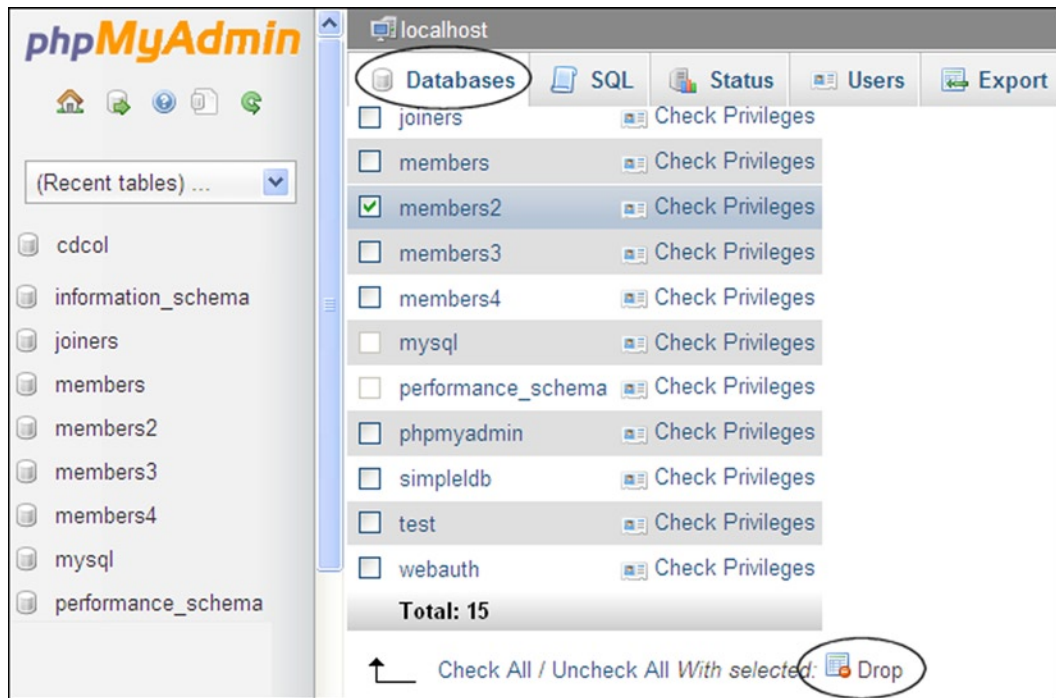 phpMyAdmin
(Recent tables) ...
cdcol
information_schema
joiners
members
members2
members3
members4
mysql
performance_schema
localhost
Databases SQL Status Users Export
joiners Check Privileges
members Check Privileges
members2 Check Privileges
members3 Check Privileges
members4 Check Privileges
mysql Check Privileges
performance_schema Check Privileges
phpmyadmin Check Privileges
simpleldb Check Privileges
test Check Privileges
webauth Check Privileges
Total: 15
Check All / Uncheck All With selected: Drop